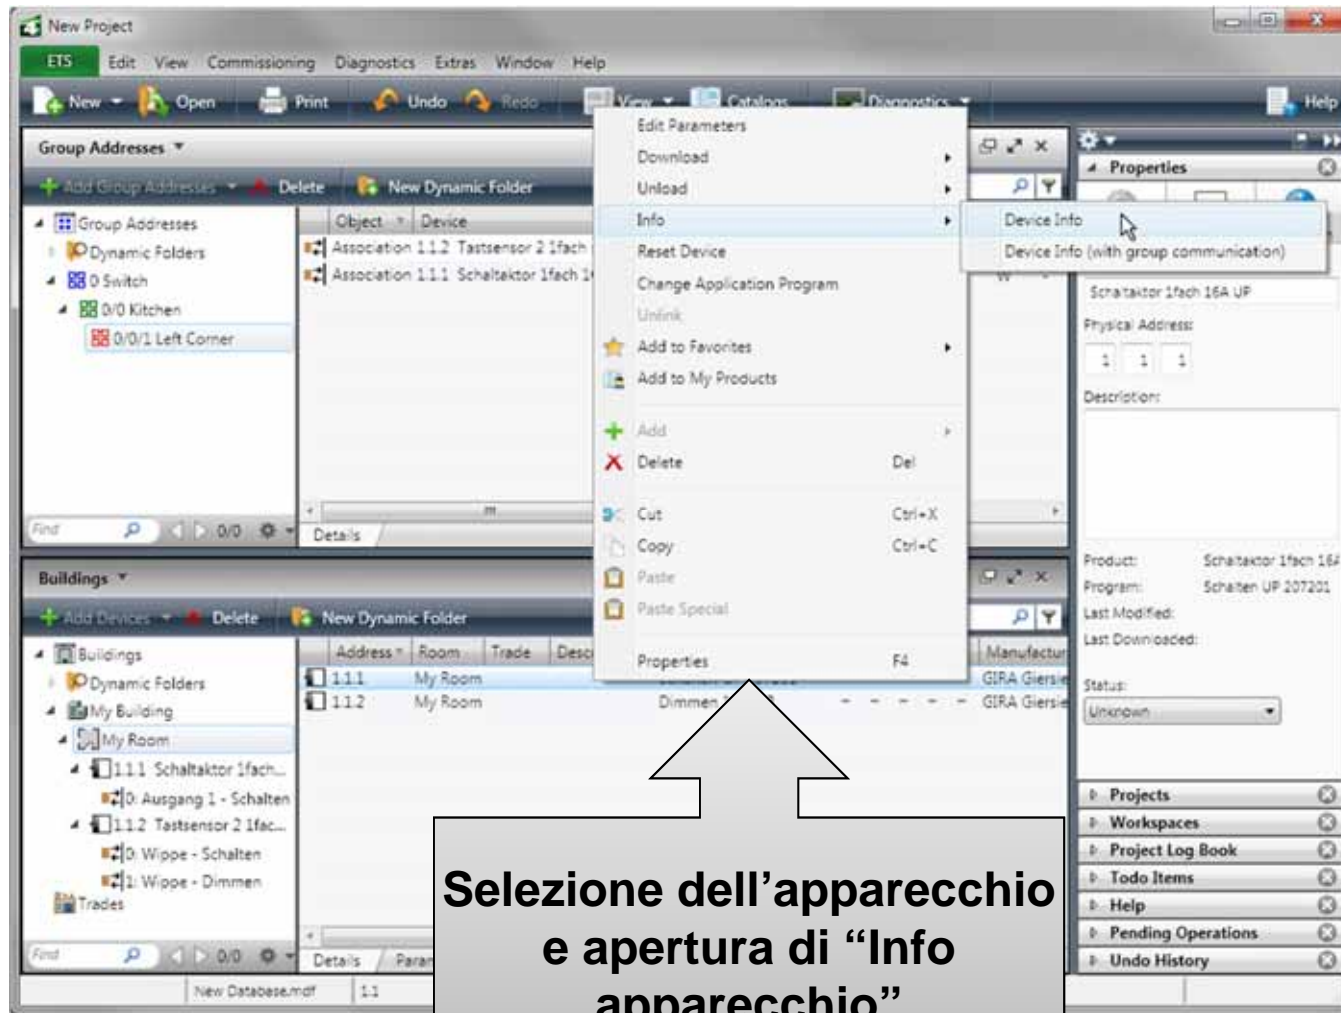 New Project
ETS Edit View Commissioning Diagnostics Extras Window Help
New Open Print Undo Redo View Catalogs Diagnostics Help
Group Addresses
Add Group Addresses Delete New Dynamic Folder
Group Addresses
Dynamic Folders
0 Switch
0/0 Kitchen
0/0/1 Left Corner
Find 0/0
Object Device
Association 1.1.2 Tastsensor 2 1fach
Association 1.1.1 Schaltaktor 1fach
W
Details
Edit Parameters
Download
Unload
Info
Reset Device
Change Application Program
Unlink
Add to Favorites
Add to My Products
Add
Delete Del
Cut Ctrl+X
Copy Ctrl+C
Paste
Paste Special
Properties F4
Device Info
Device Info (with group communication)
Properties
Schaltaktor 1fach 16A UP
Physical Address:
1 1 1
Description:
Product: Schaltaktor 1fach 16A
Program: Schalten UP 207201
Last Modified:
Last Downloaded:
Status:
Unknown
Projects
Workspaces
Project Log Book
Todo Items
Help
Pending Operations
Undo History
Buildings
Add Devices Delete New Dynamic Folder
Buildings
Dynamic Folders
My Building
My Room
1.1.1 Schaltaktor 1fach...
0: Ausgang 1 - Schalten
1.1.2 Tastsensor 2 1fac...
0: Wippe - Schalten
1: Wippe - Dimmen
Trades
Find 0/0
Address Room Trade Desc Manufactur
1.1.1 My Room GIRA Giersie
1.1.2 My Room Dimmen - - - - - GIRA Giersie
Details Param
New Database.mdf 1.1
Selezione dell’apparecchio
e apertura di “Info
apparecchio”